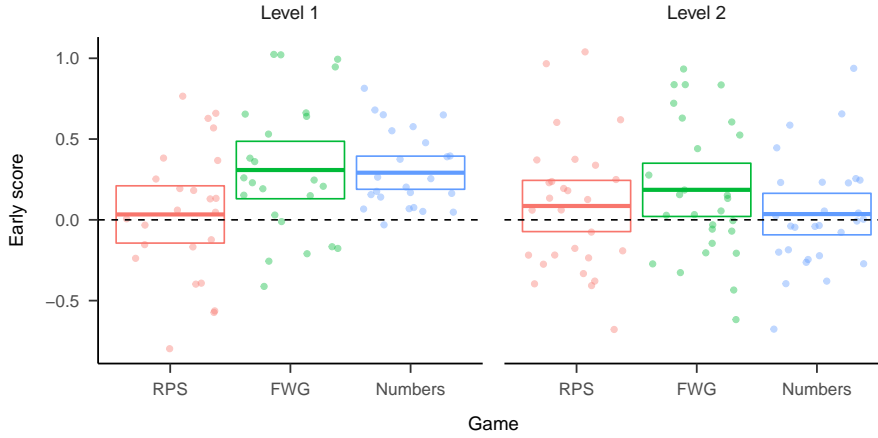 Level 1
Level 2
Early score
1.0
0.5
0.0
−0.5
RPS
FWG
Numbers
RPS
FWG
Numbers
Game